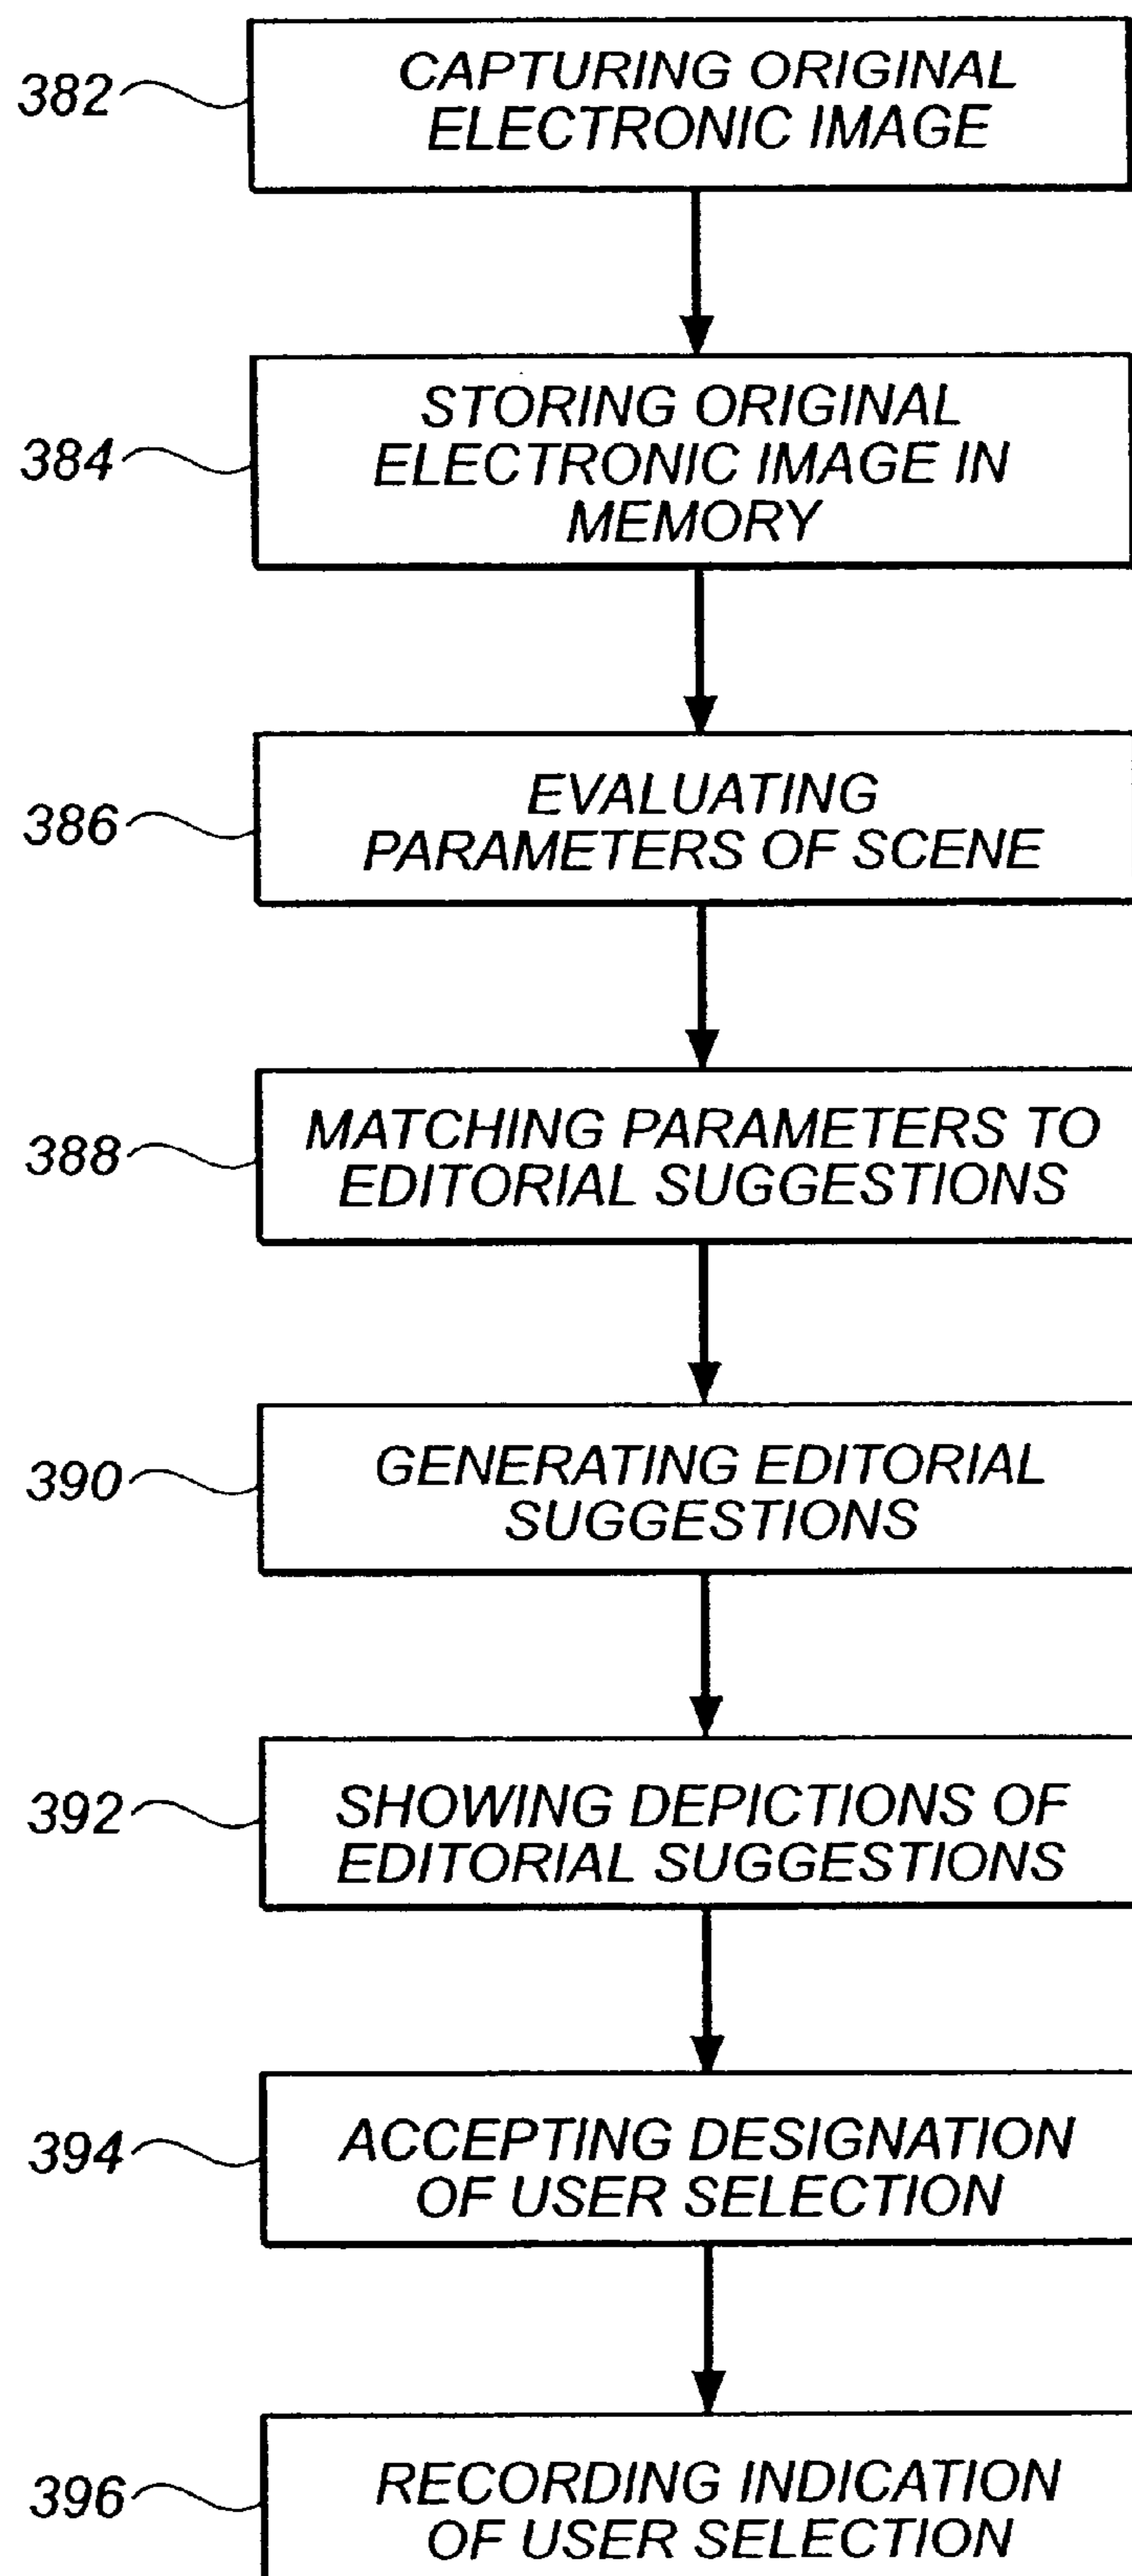 382
CAPTURING ORIGINAL
ELECTRONIC IMAGE
384
STORING ORIGINAL
ELECTRONIC IMAGE IN
MEMORY
386
EVALUATING
PARAMETERS OF SCENE
388
MATCHING PARAMETERS TO
EDITORIAL SUGGESTIONS
390
GENERATING EDITORIAL
SUGGESTIONS
392
SHOWING DEPICTIONS OF
EDITORIAL SUGGESTIONS
394
ACCEPTING DESIGNATION
OF USER SELECTION
396
RECORDING INDICATION
OF USER SELECTION